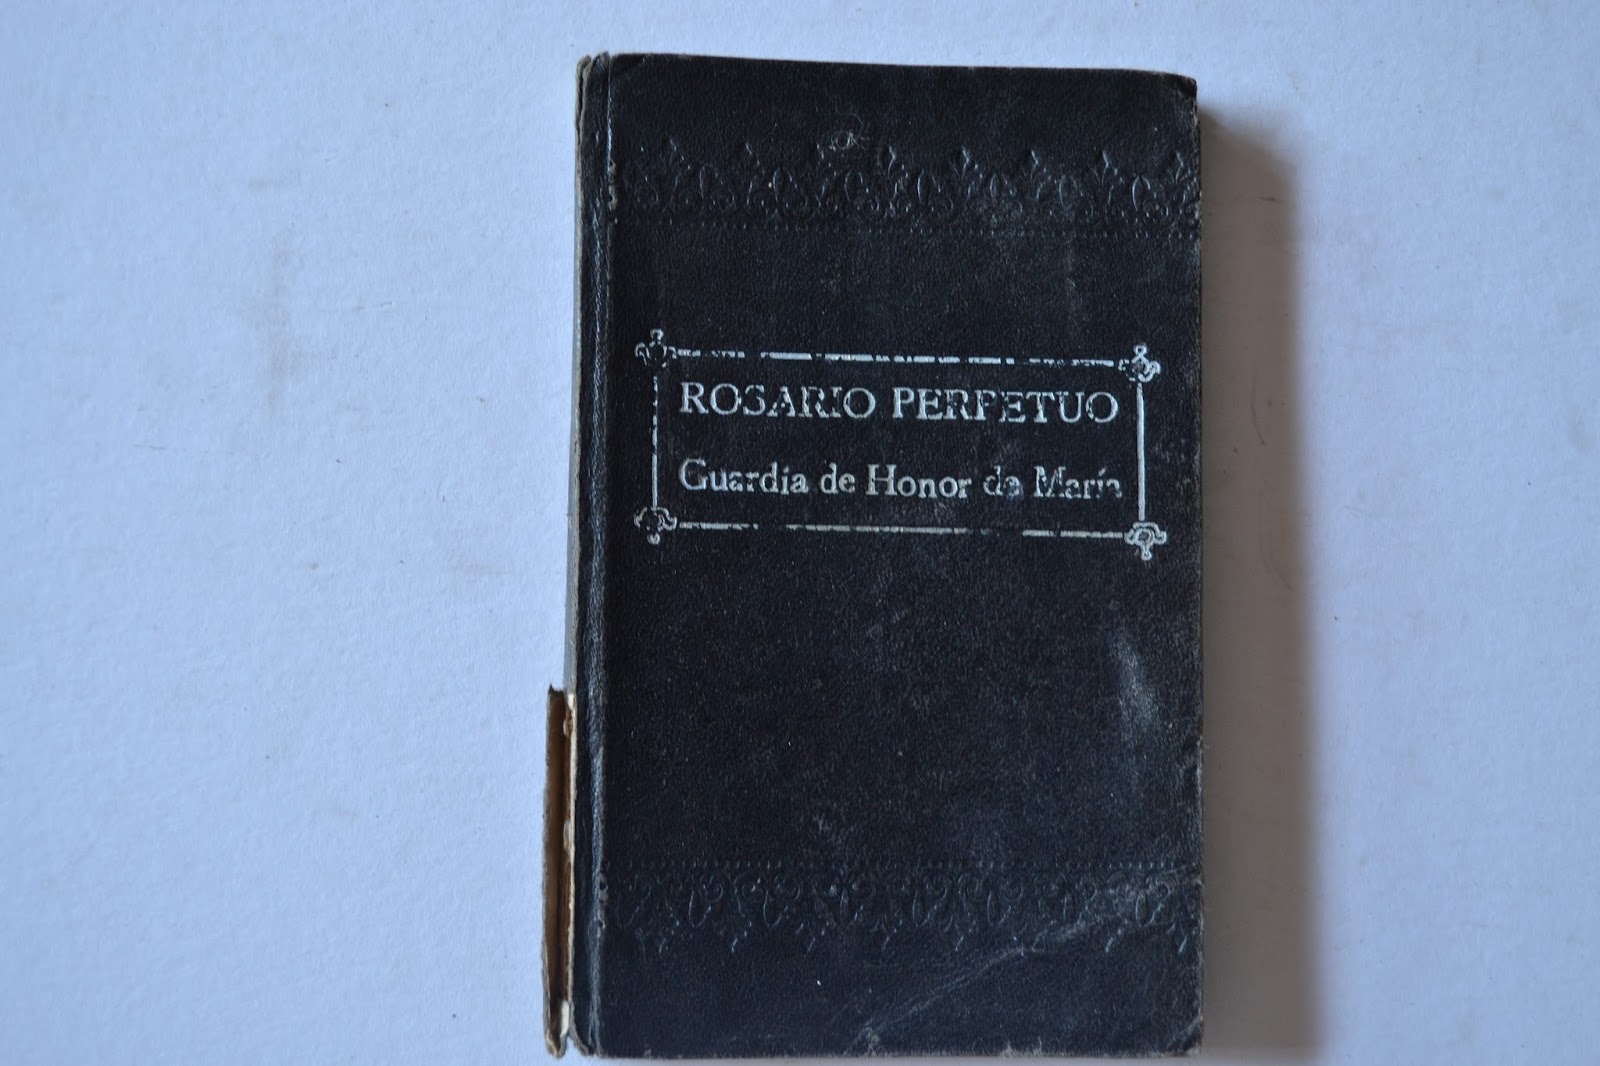 ROSARIO PERPETUO
Guardia de Honor de María